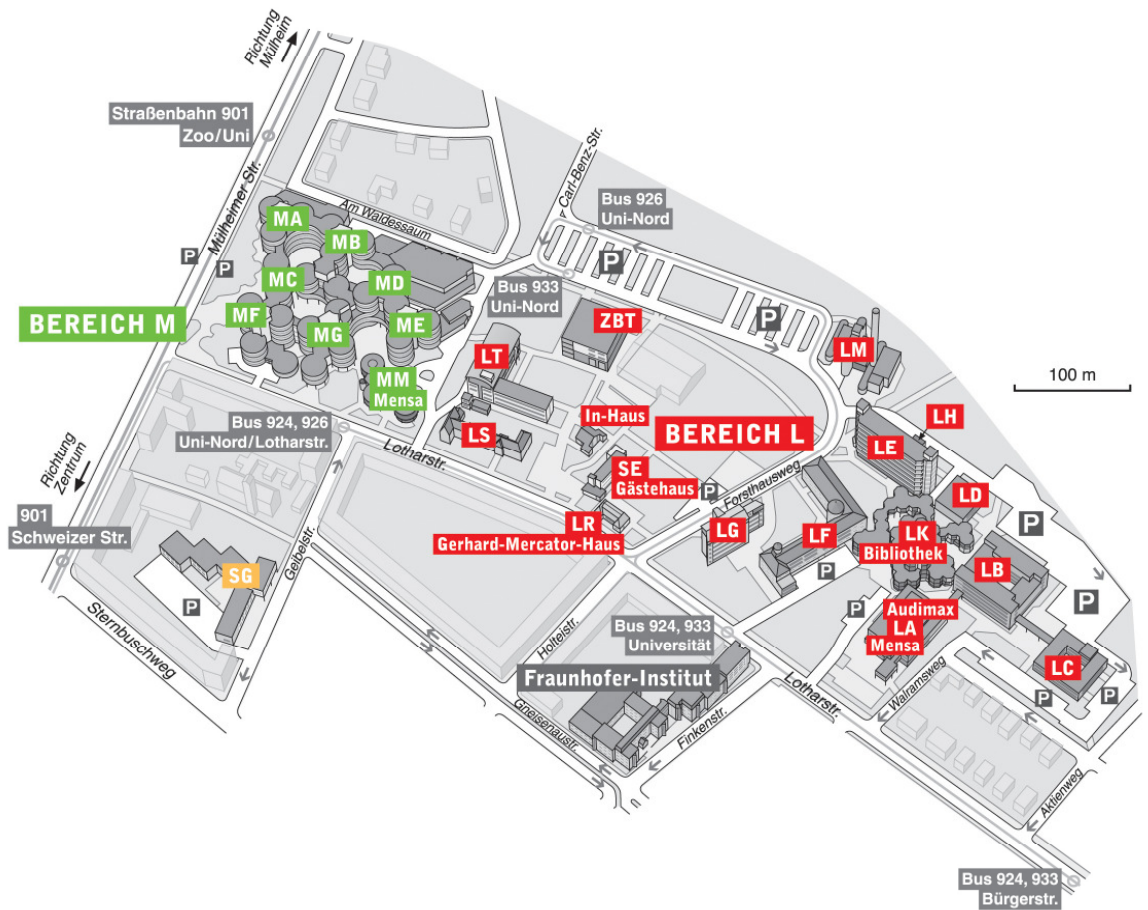 Richtung
Mülheim
Straßenbahn 901
Zoo/Uni
Mülheimer Str.
Carl-Benz-Str.
Bus 926
Uni-Nord
Am Waldessaum
MA
MB
MC
MD
MF
MG
ME
P
P
P
P
Bus 933
Uni-Nord
BEREICH M
ZBT
LT
LM
MM
Mensa
100 m
In-Haus
BEREICH L
LH
LS
LE
Bus 924, 926
Uni-Nord/Lotharstr.
Lotharstr.
SE
Gästehaus
P
Forsthausweg
Richtung
Zentrum
LD
901
Schweizer Str.
LR
Gerhard-Mercator-Haus
LG
LF
LK
Bibliothek
P
SG
Geibelstr.
P
P
LB
P
P
Audimax
LA
Mensa
Sternbuschweg
Holteistr.
Bus 924, 933
Universität
Fraunhofer-Institut
Lotharstr.
Walramsweg
LC
P
P
Gneisenaustr.
Finkenstr.
Aktienweg
Bus 924, 933
Bürgerstr.